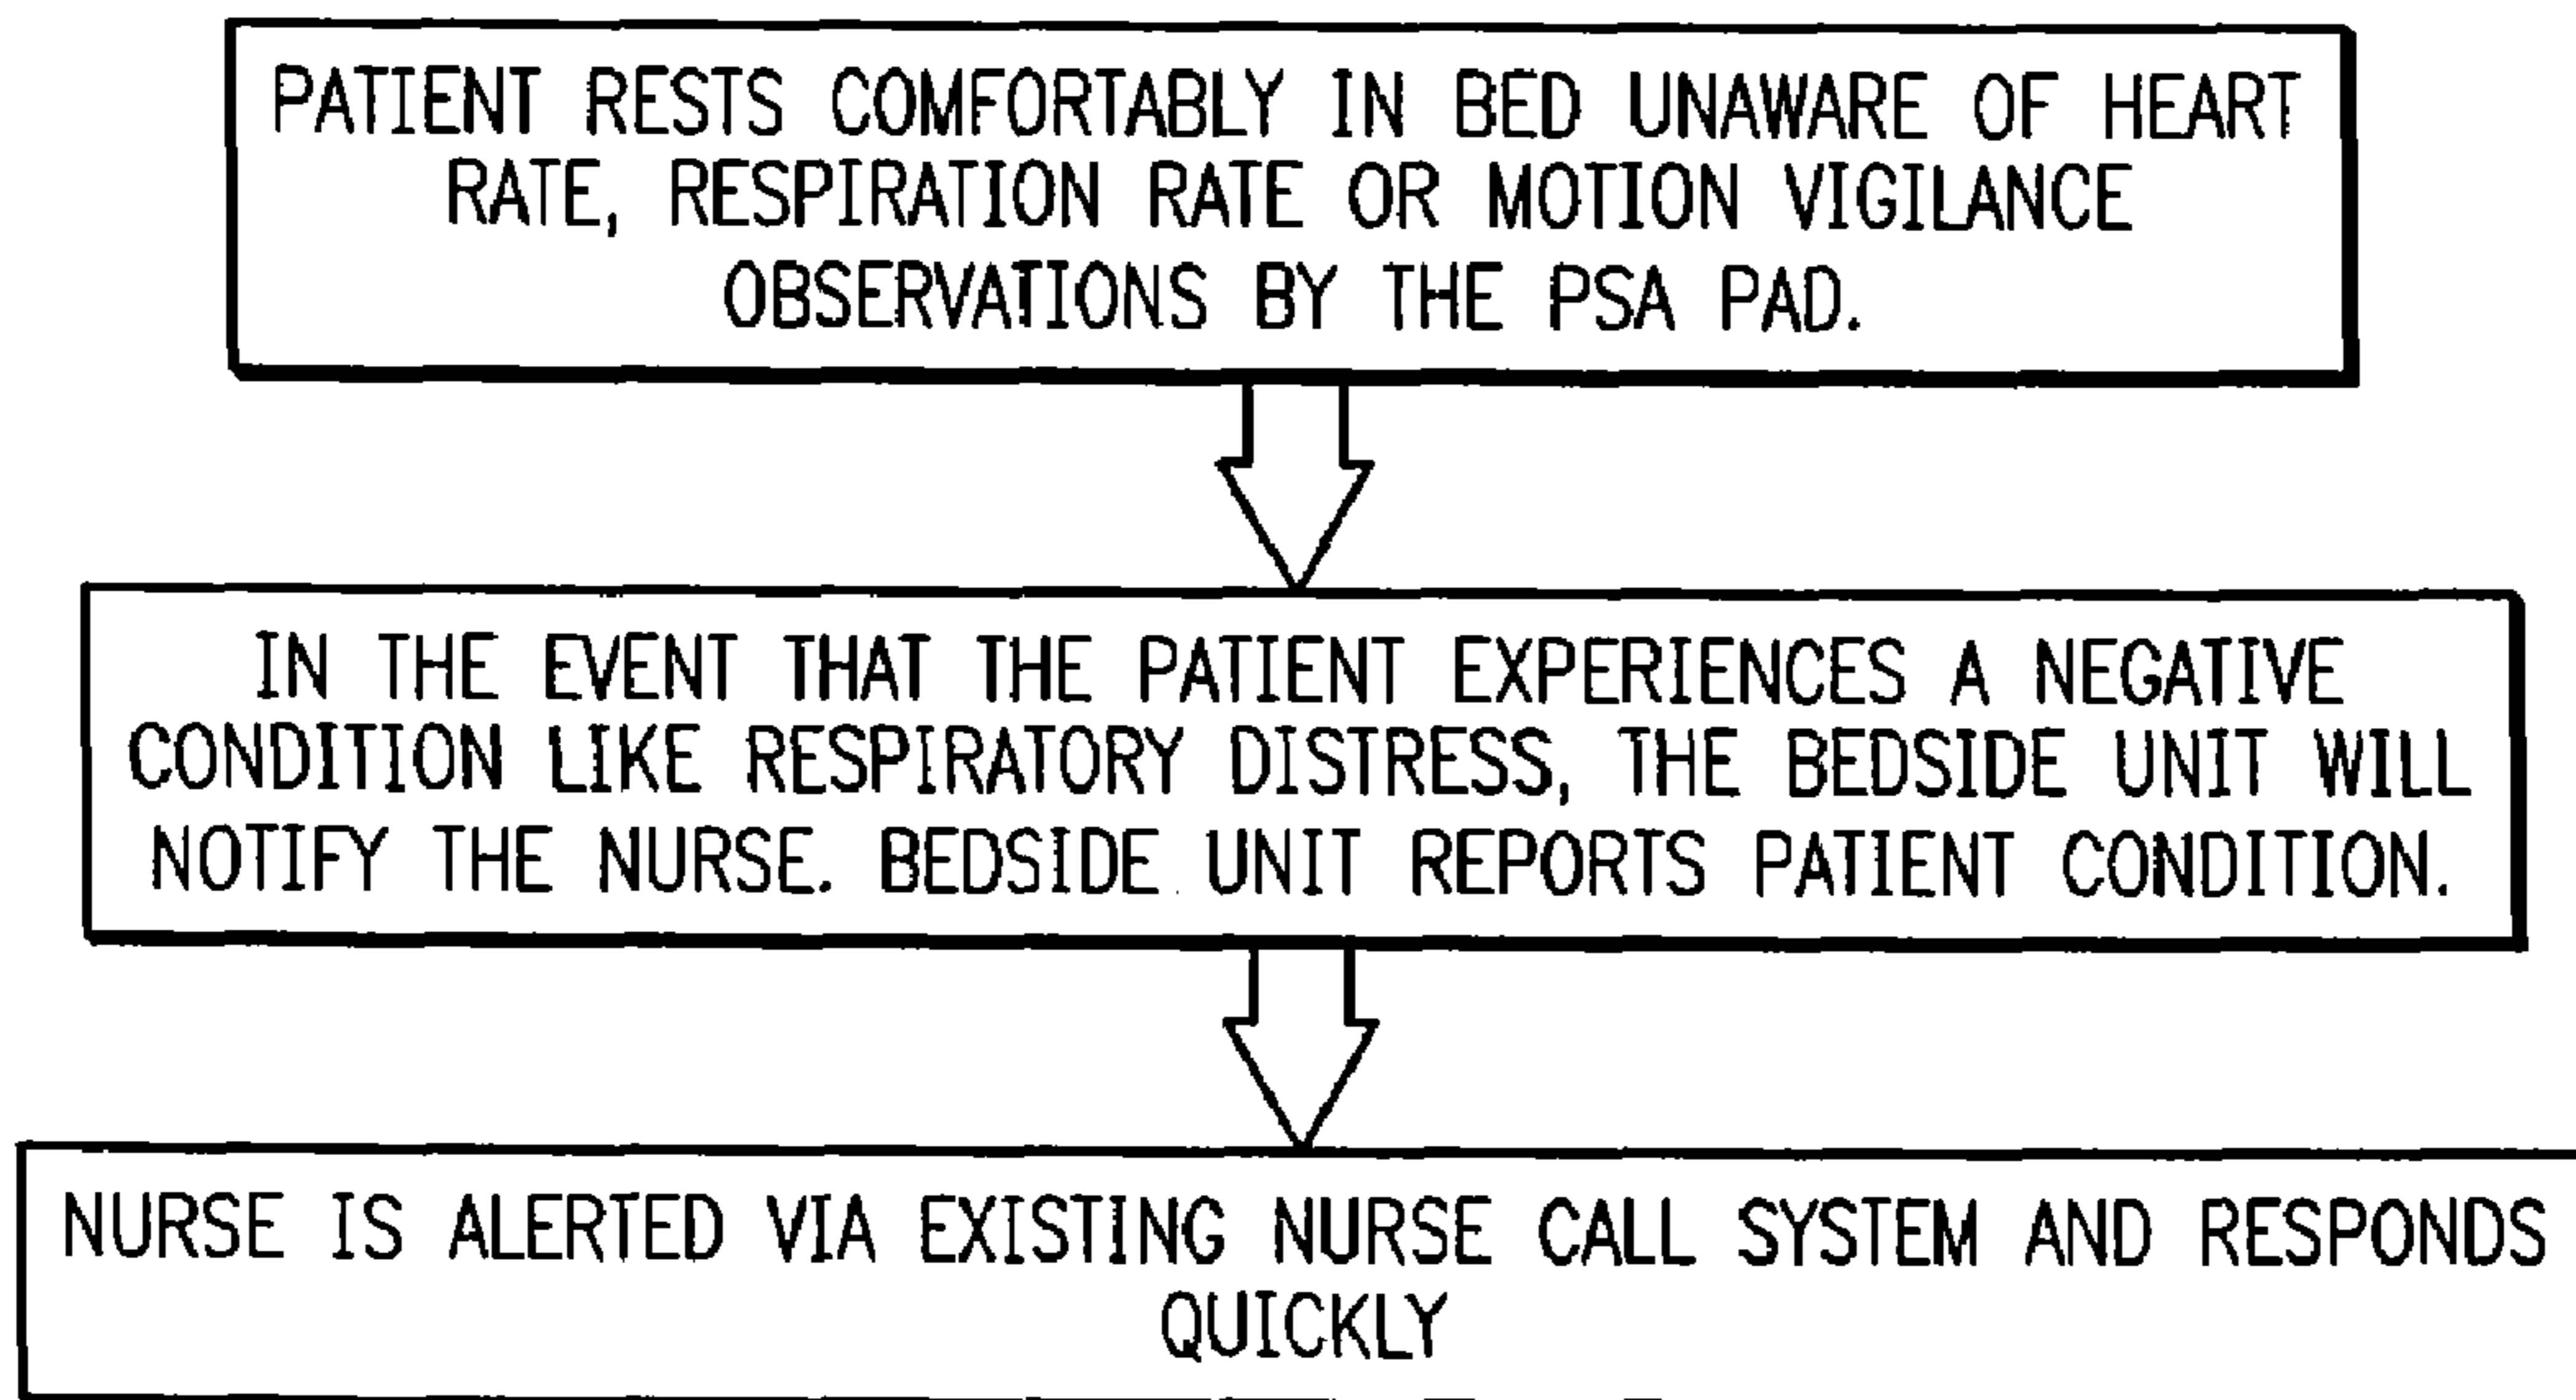 PATIENT RESTS COMFORTABLY IN BED UNAWARE OF HEART
RATE, RESPIRATION RATE OR MOTION VIGILANCE
OBSERVATIONS BY THE PSA PAD.
IN THE EVENT THAT THE PATIENT EXPERIENCES A NEGATIVE
CONDITION LIKE RESPIRATORY DISTRESS, THE BEDSIDE UNIT WILL
NOTIFY THE NURSE. BEDSIDE UNIT REPORTS PATIENT CONDITION.
NURSE IS ALERTED VIA EXISTING NURSE CALL SYSTEM AND RESPONDS
QUICKLY